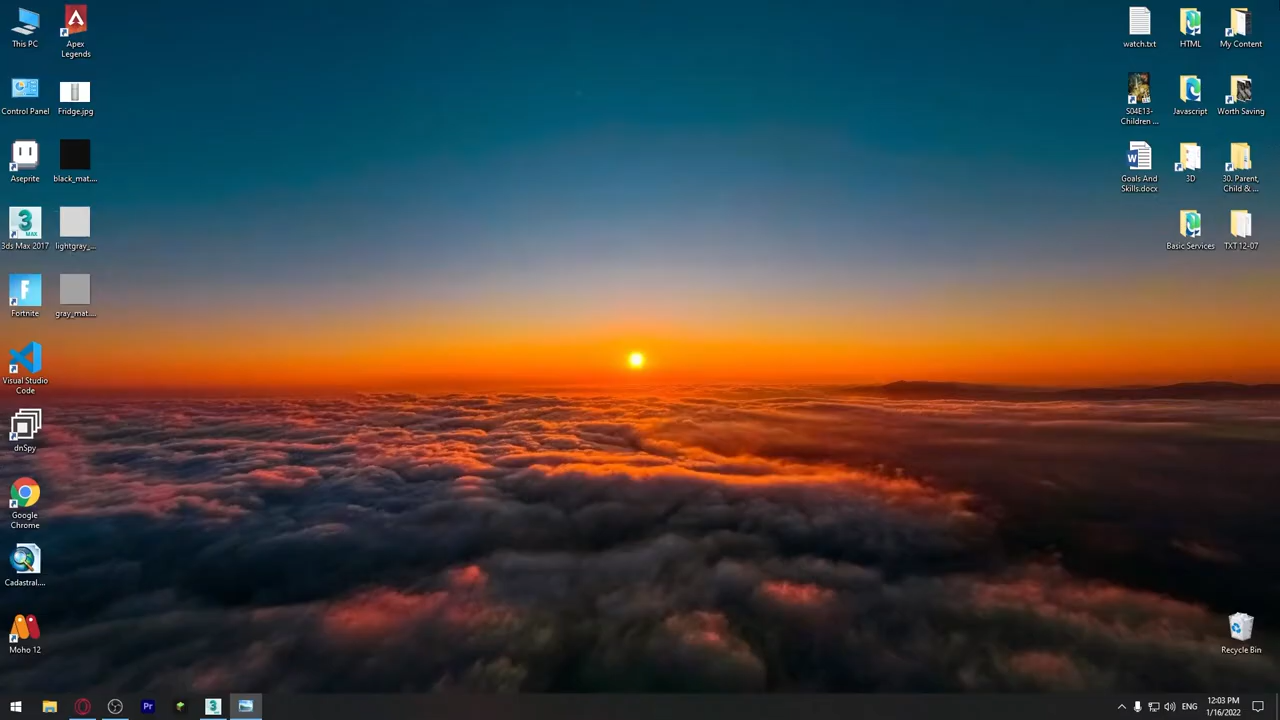 This PC
Apex
Legends
Control Panel
Fridge.jpg
Aseprite
black_mat....
3ds Max 2017
lightgray_...
Fortnite
gray_mat....
Visual Studio
Code
dnSpy
Google
Chrome
Cadastral....
Moho 12
watch.txt
HTML
My Content
S04E13-
Children ...
Javascript
Worth Saving
Goals And
Skills.docx
3D
30. Parent,
Child & ...
Basic Services
TXT 12-07
Recycle Bin
ENG
12:03 PM
1/16/2022